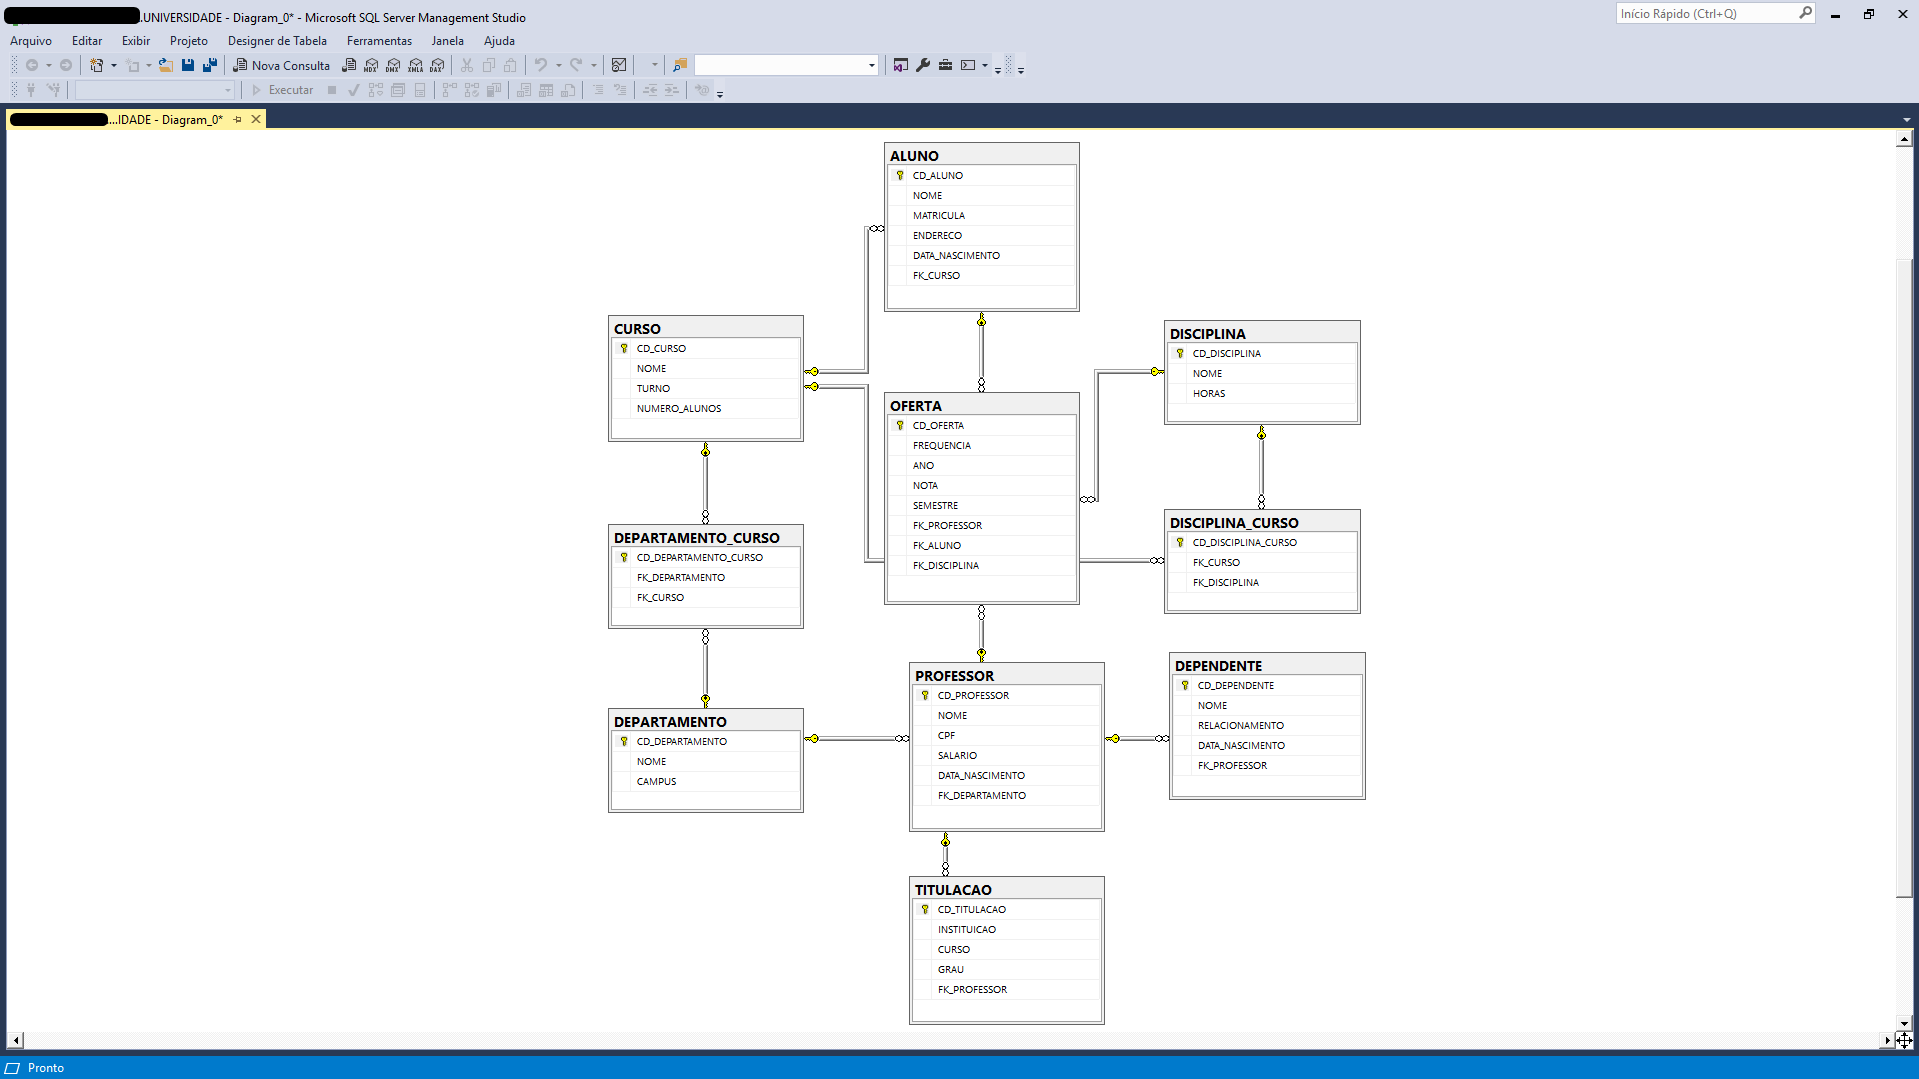 .UNIVERSIDADE - Diagram_0* - Microsoft SQL Server Management Studio
Início Rápido (Ctrl+Q)
Arquivo Editar Exibir Projeto Designer de Tabela Ferramentas Janela Ajuda
Nova Consulta MDX DMX XMLA DAX
Executar
...IDADE - Diagram_0*
ALUNO
CD_ALUNO
NOME
MATRICULA
ENDERECO
DATA_NASCIMENTO
FK_CURSO
CURSO
CD_CURSO
NOME
TURNO
NUMERO_ALUNOS
DISCIPLINA
CD_DISCIPLINA
NOME
HORAS
OFERTA
CD_OFERTA
FREQUENCIA
ANO
NOTA
SEMESTRE
FK_PROFESSOR
FK_ALUNO
FK_DISCIPLINA
DEPARTAMENTO_CURSO
CD_DEPARTAMENTO_CURSO
FK_DEPARTAMENTO
FK_CURSO
DISCIPLINA_CURSO
CD_DISCIPLINA_CURSO
FK_CURSO
FK_DISCIPLINA
DEPARTAMENTO
CD_DEPARTAMENTO
NOME
CAMPUS
PROFESSOR
CD_PROFESSOR
NOME
CPF
SALARIO
DATA_NASCIMENTO
FK_DEPARTAMENTO
DEPENDENTE
CD_DEPENDENTE
NOME
RELACIONAMENTO
DATA_NASCIMENTO
FK_PROFESSOR
TITULACAO
CD_TITULACAO
INSTITUICAO
CURSO
GRAU
FK_PROFESSOR
Pronto